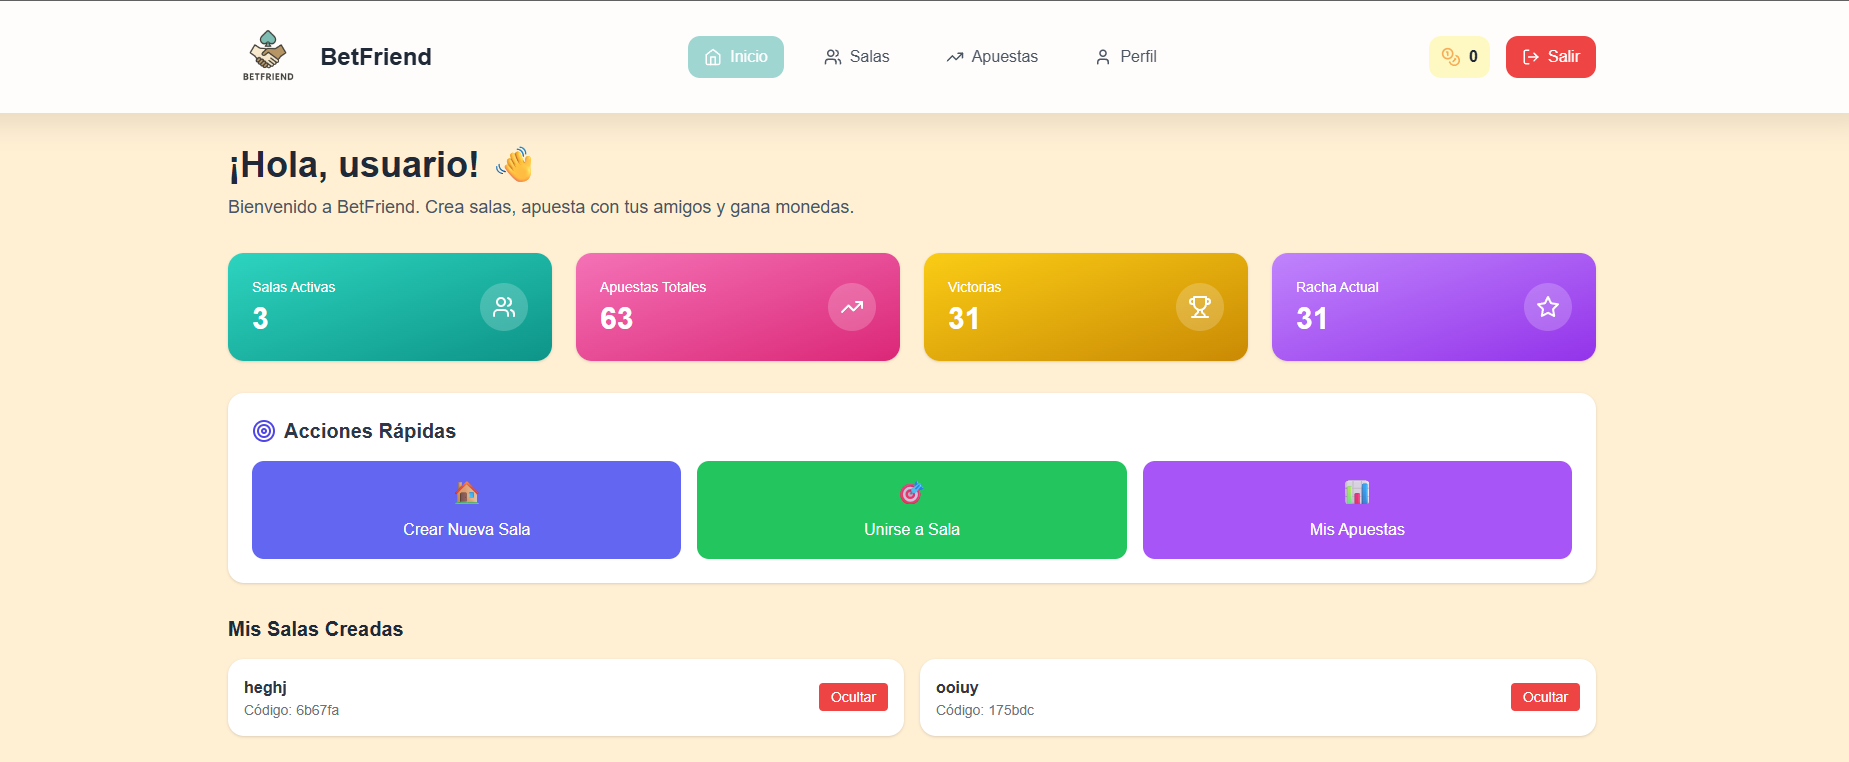 BETFRIEND
BetFriend
Inicio
Salas
Apuestas
Perfil
0
Salir
¡Hola, usuario!
Bienvenido a BetFriend. Crea salas, apuesta con tus amigos y gana monedas.
Salas Activas
3
Apuestas Totales
63
Victorias
31
Racha Actual
31
Acciones Rápidas
Crear Nueva Sala
Unirse a Sala
Mis Apuestas
Mis Salas Creadas
heghj
Código: 6b67fa
Ocultar
ooiuy
Código: 175bdc
Ocultar